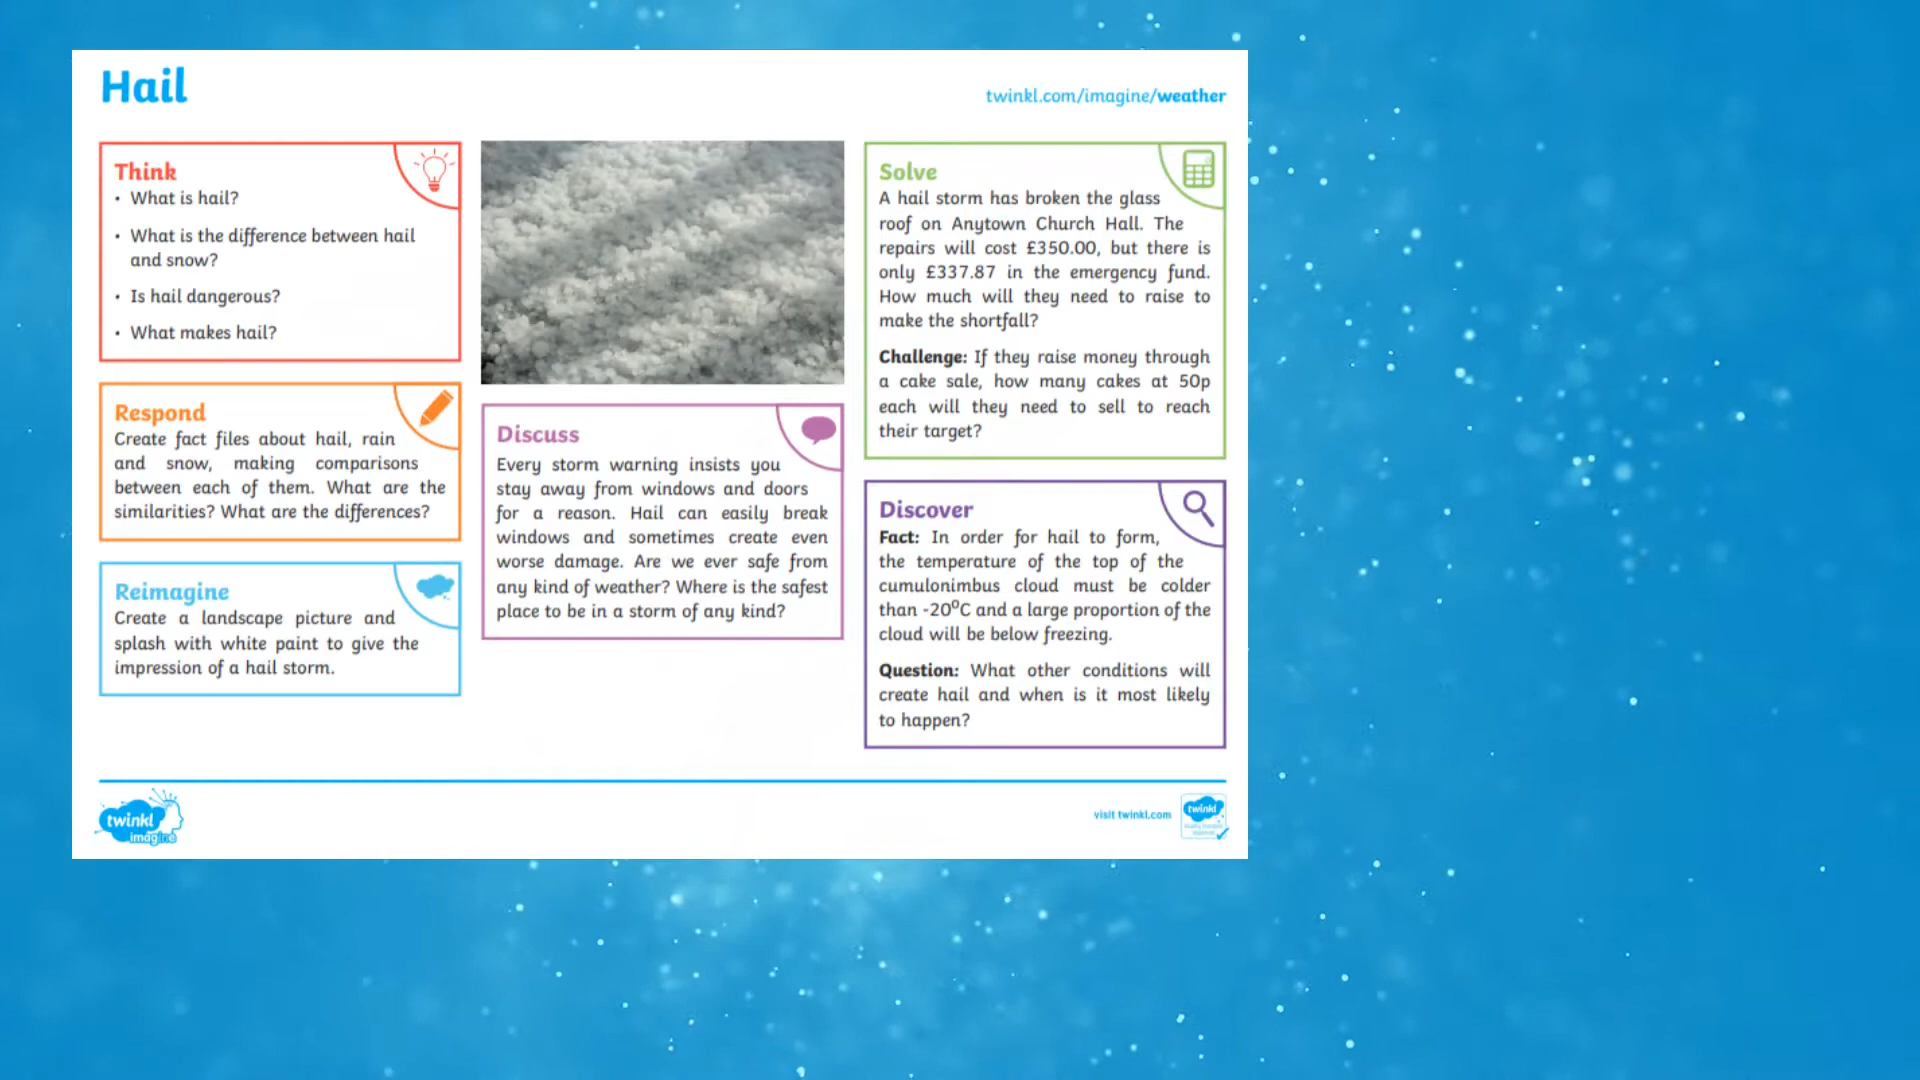 Hail
twinkl.com/imagine/weather
Think
• What is hail?
• What is the difference between hail
and snow?
• Is hail dangerous?
• What makes hail?
Respond
Create fact files about hail, rain
and snow, making comparisons
between each of them. What are the
similarities? What are the differences?
Reimagine
Create a landscape picture and
splash with white paint to give the
impression of a hail storm.
Discuss
Every storm warning insists you
stay away from windows and doors
for a reason. Hail can easily break
windows and sometimes create even
worse damage. Are we ever safe from
any kind of weather? Where is the safest
place to be in a storm of any kind?
Solve
A hail storm has broken the glass
roof on Anytown Church Hall. The
repairs will cost £350.00, but there is
only £337.87 in the emergency fund.
How much will they need to raise to
make the shortfall?
Challenge: If they raise money through
a cake sale, how many cakes at 50p
each will they need to sell to reach
their target?
Discover
Fact: In order for hail to form,
the temperature of the top of the
cumulonimbus cloud must be colder
than -20⁰C and a large proportion of the
cloud will be below freezing.
Question: What other conditions will
create hail and when is it most likely
to happen?
twinkl
imagine
visit twinkl.com
twinkl